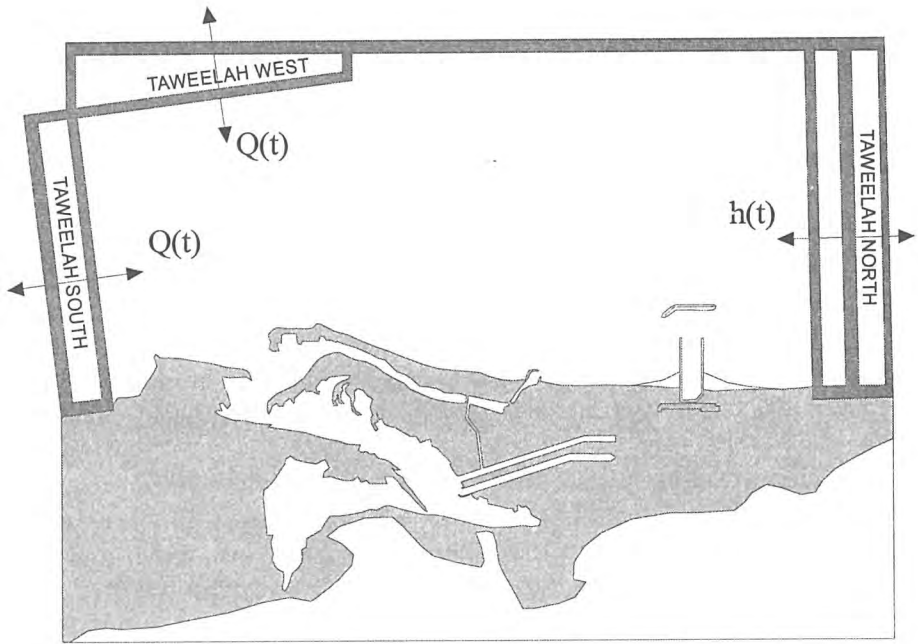 TAWEELAH WEST
Q(t)
TAWEELAH SOUTH
Q(t)
h(t)
TAWEELAH NORTH